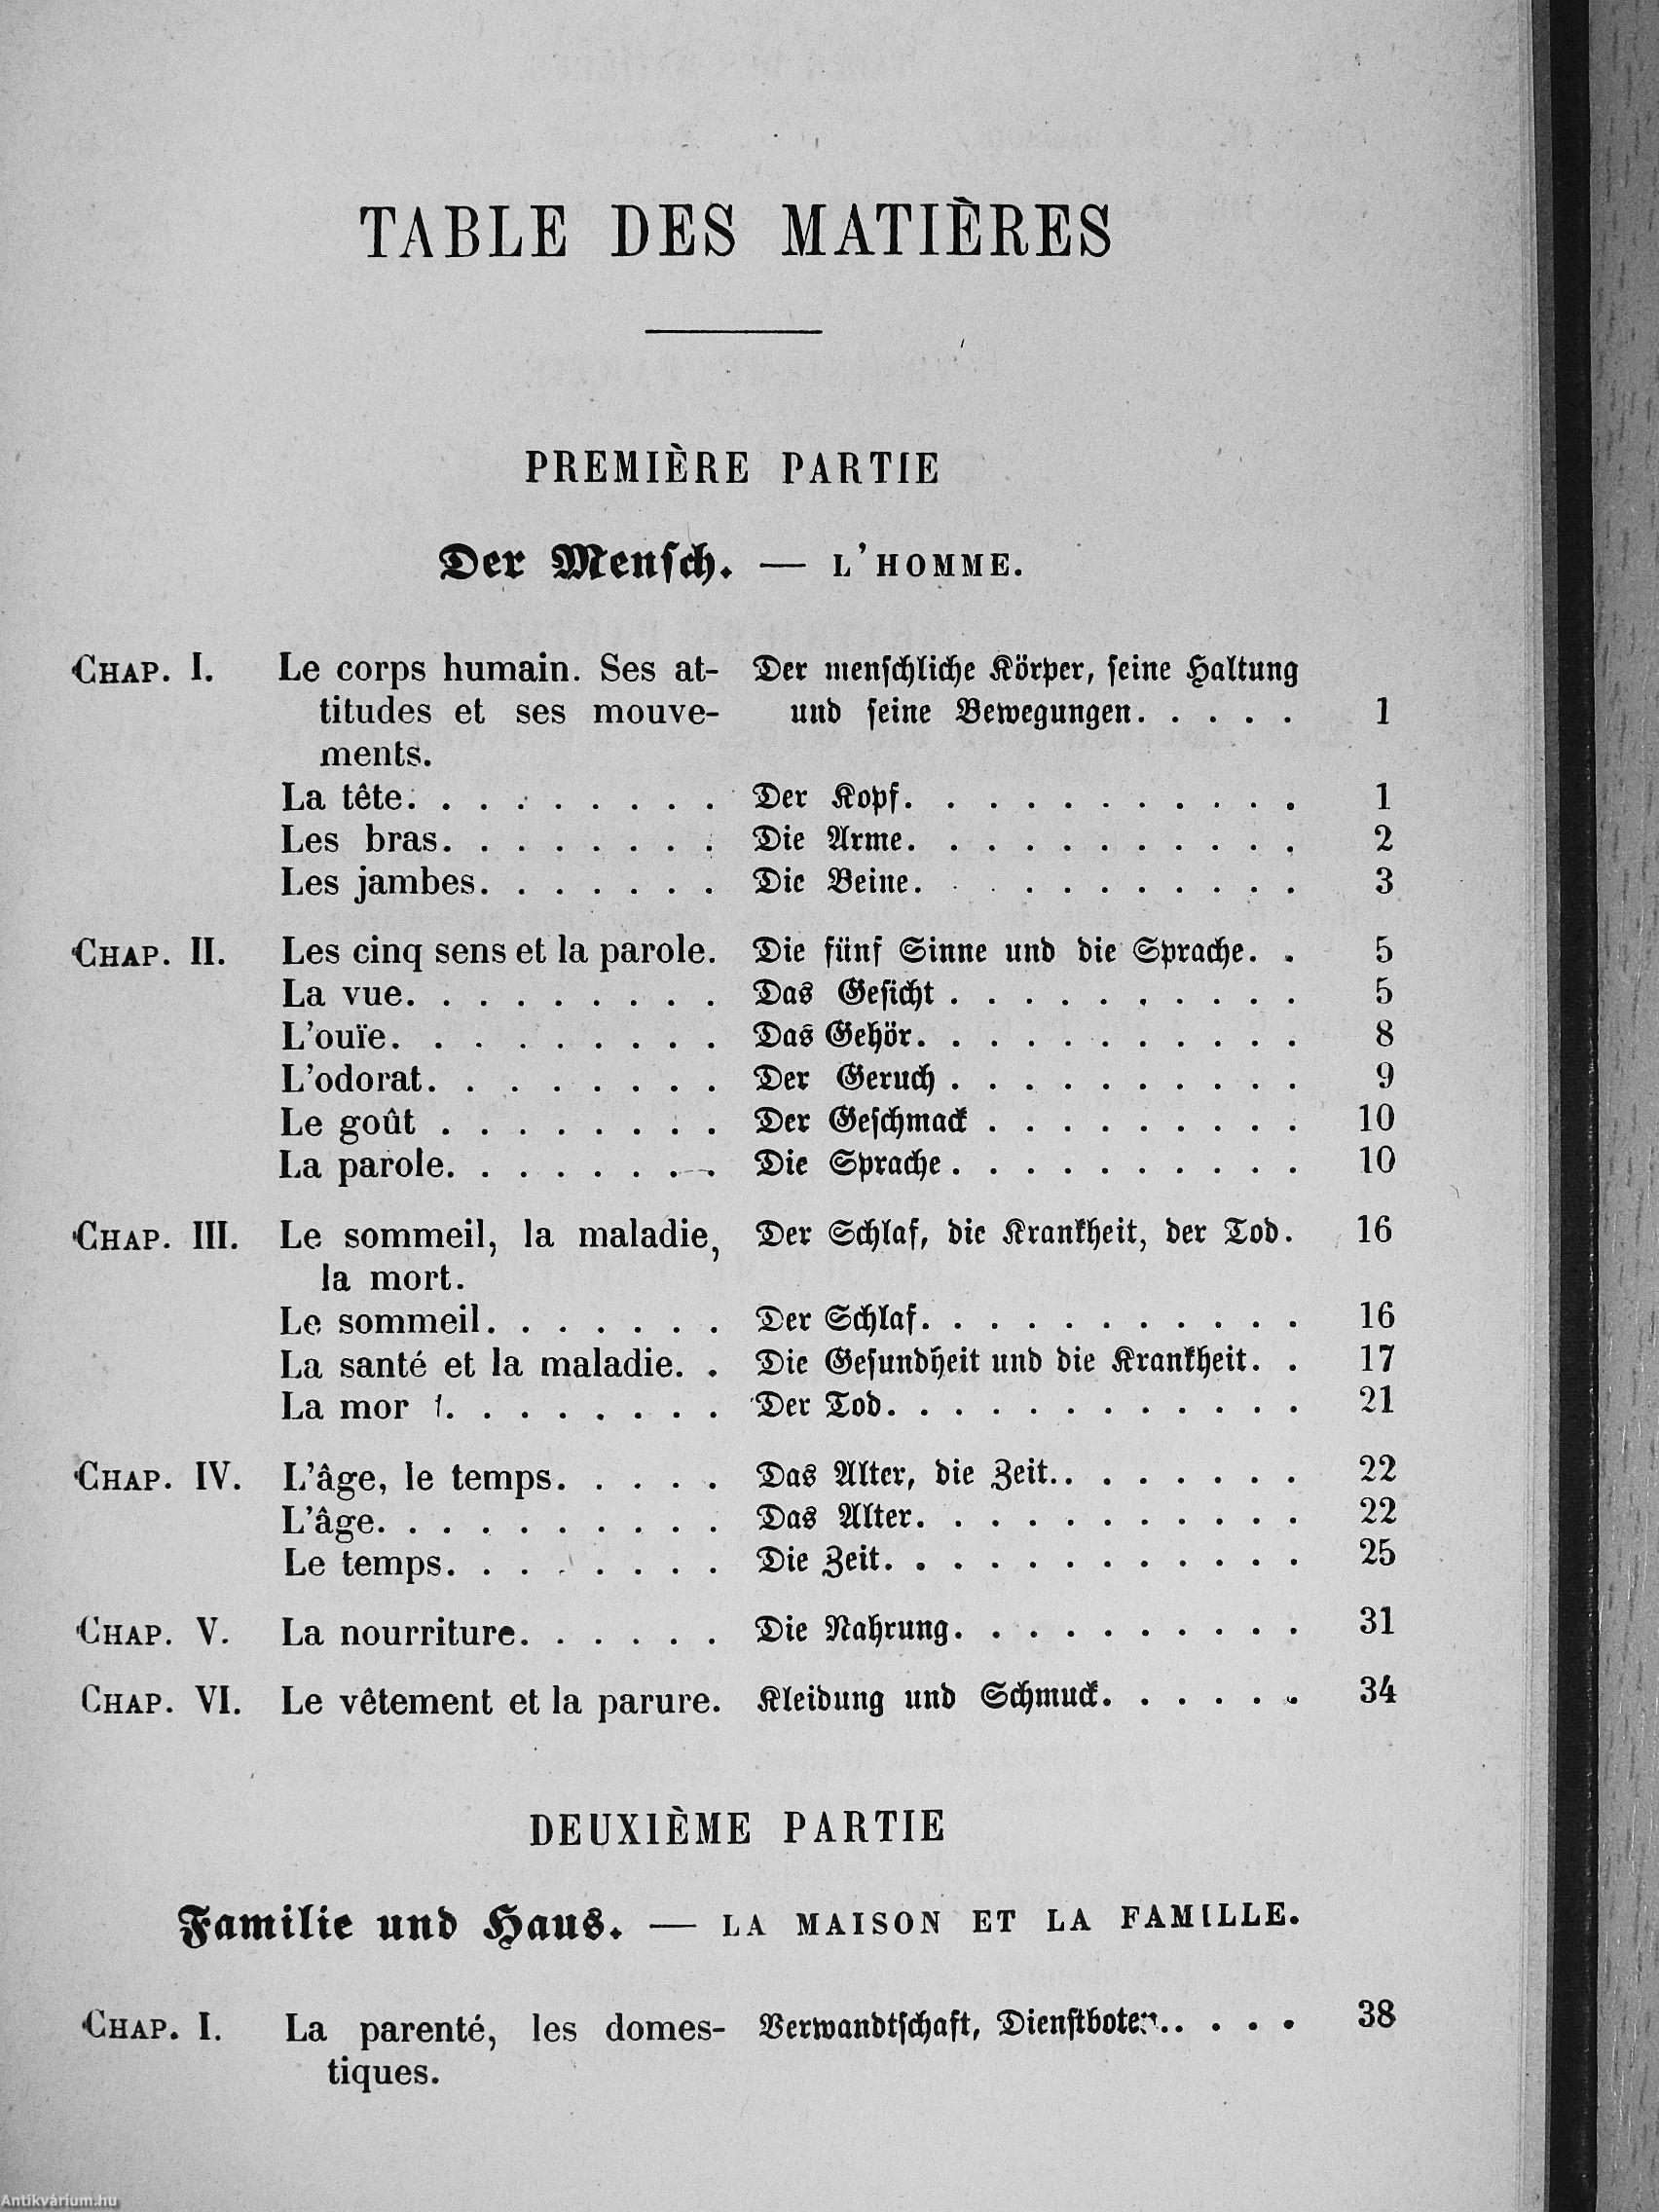 TABLE DES MATIÈRES
PREMIÈRE PARTIE
Der Menſch. — L'HOMME.
CHAP. I. Le corps humain. Ses at- Der menſchliche Körper, ſeine Haltung
titudes et ses mouve- und ſeine Bewegungen. . . . . 1
ments.
La tête. . . . . . . . . Der Kopf. . . . . . . . . . . 1
Les bras. . . . . . . . Die Arme. . . . . . . . . . . 2
Les jambes. . . . . . . Die Beine. . . . . . . . . . 3
CHAP. II. Les cinq sens et la parole. Die fünf Sinne und die Sprache. . 5
La vue. . . . . . . . . Das Geſicht . . . . . . . . . . 5
L'ouïe. . . . . . . . . Das Gehör. . . . . . . . . . . 8
L'odorat. . . . . . . . Der Geruch . . . . . . . . . . 9
Le goût . . . . . . . . Der Geſchmack . . . . . . . . . 10
La parole. . . . . . . . Die Sprache . . . . . . . . . . 10
CHAP. III. Le sommeil, la maladie, Der Schlaf, die Krankheit, der Tod. 16
la mort.
Le sommeil. . . . . . . Der Schlaf. . . . . . . . . . . 16
La santé et la maladie. . Die Geſundheit und die Krankheit. . 17
La mor t. . . . . . . . Der Tod. . . . . . . . . . . . 21
CHAP. IV. L'âge, le temps. . . . . Das Alter, die Zeit. . . . . . . . 22
L'âge. . . . . . . . . . Das Alter. . . . . . . . . . . 22
Le temps. . . . . . . . Die Zeit. . . . . . . . . . . . 25
CHAP. V. La nourriture. . . . . . Die Nahrung. . . . . . . . . . 31
CHAP. VI. Le vêtement et la parure. Kleidung und Schmuck. . . . . . 34
DEUXIÈME PARTIE
Familie und Haus. — LA MAISON ET LA FAMILLE.
CHAP. I. La parenté, les domes- Verwandtſchaft, Dienſtboten. . . . . 38
tiques.
Antikvárium.hu